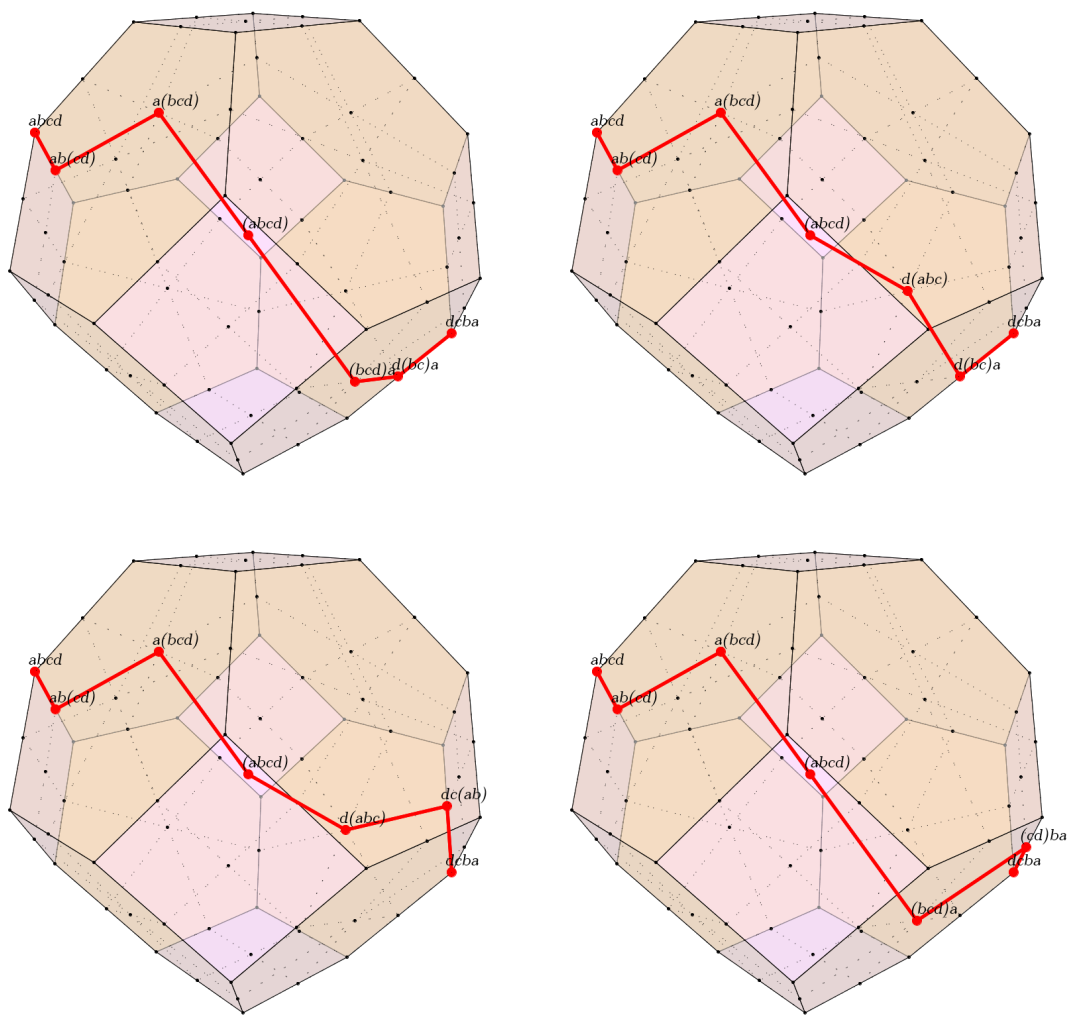 a(bcd)
abcd
ab(cd)
(abcd)
dcba
(bcd)a
d(bc)a
a(bcd)
abcd
ab(cd)
(abcd)
d(abc)
dcba
d(bc)a
a(bcd)
abcd
ab(cd)
(abcd)
dc(ab)
d(abc)
dcba
a(bcd)
abcd
ab(cd)
(abcd)
(cd)ba
dcba
(bcd)a